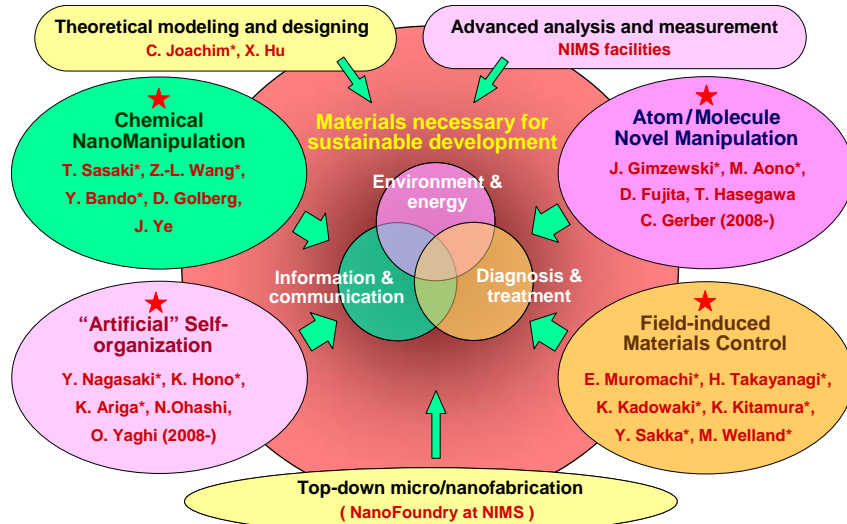 Theoretical modeling and designing
C. Joachim*, X. Hu
Advanced analysis and measurement
NIMS facilities
Chemical
NanoManipulation
T. Sasaki*, Z.-L. Wang*,
Y. Bando*, D. Golberg,
J. Ye
Materials necessary for
sustainable development
Atom/Molecule
Novel Manipulation
J. Gimzewski*, M. Aono*,
D. Fujita, T. Hasegawa
C. Gerber (2008-)
Environment &
energy
Information &
communication
Diagnosis &
treatment
“Artificial” Self-
organization
Y. Nagasaki*, K. Hono*,
K. Ariga*, N.Ohashi,
O. Yaghi (2008-)
Field-induced
Materials Control
E. Muromachi*, H. Takayanagi*,
K. Kadowaki*, K. Kitamura*,
Y. Sakka*, M. Welland*
Top-down micro/nanofabrication
( NanoFoundry at NIMS )